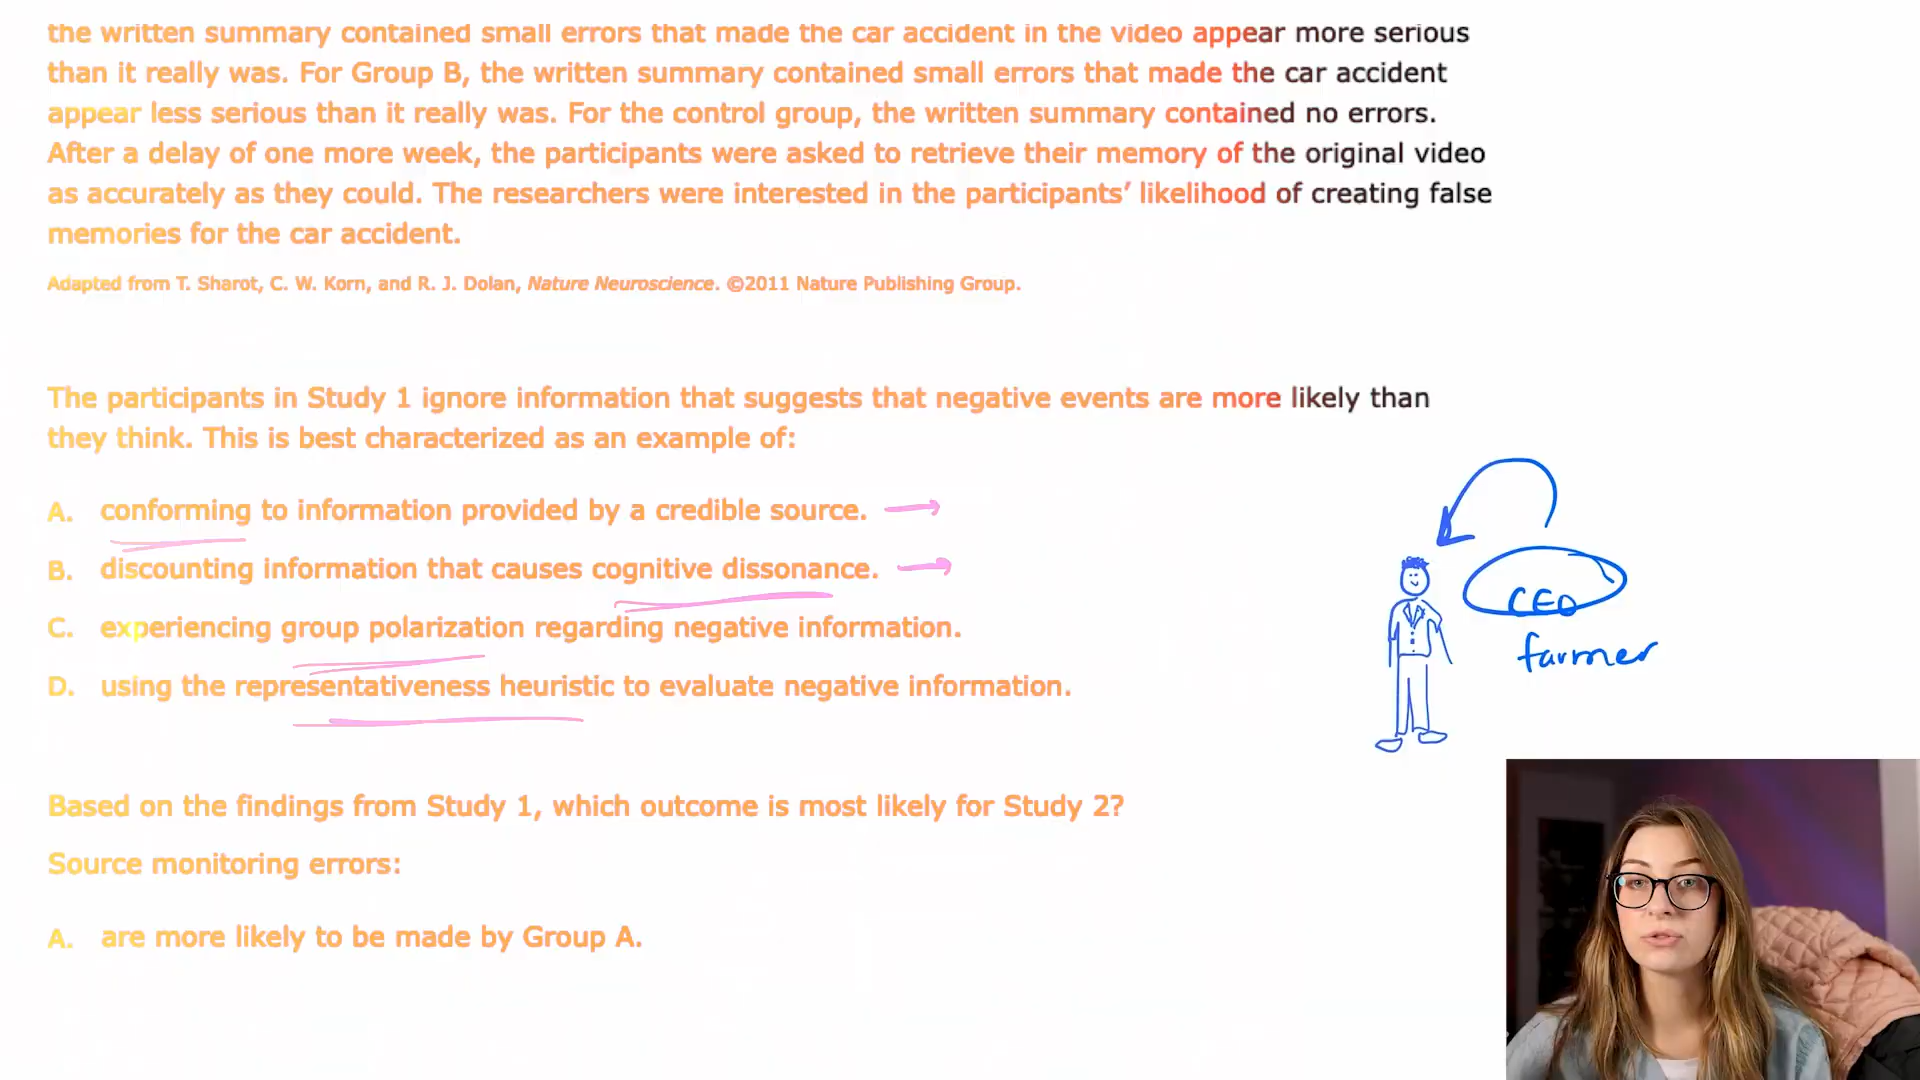 the written summary contained small errors that made the car accident in the video appear more serious
than it really was. For Group B, the written summary contained small errors that made the car accident
appear less serious than it really was. For the control group, the written summary contained no errors.
After a delay of one more week, the participants were asked to retrieve their memory of the original video
as accurately as they could. The researchers were interested in the participants’ likelihood of creating false
memories for the car accident.
Adapted from T. Sharot, C. W. Korn, and R. J. Dolan, Nature Neuroscience. ©2011 Nature Publishing Group.
The participants in Study 1 ignore information that suggests that negative events are more likely than
they think. This is best characterized as an example of:
A. conforming to information provided by a credible source.
B. discounting information that causes cognitive dissonance.
C. experiencing group polarization regarding negative information.
D. using the representativeness heuristic to evaluate negative information.
CEO
farmer
Based on the findings from Study 1, which outcome is most likely for Study 2?
Source monitoring errors:
A. are more likely to be made by Group A.